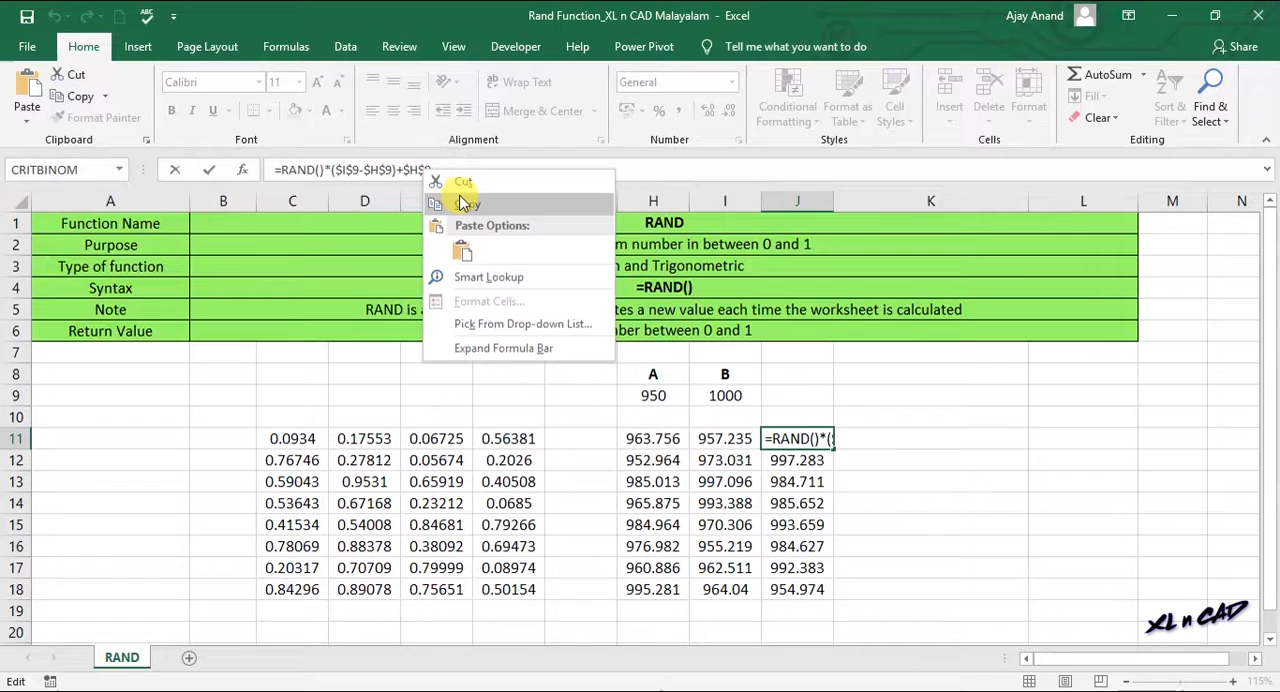 ABC
Rand Function_XL n CAD Malayalam - Excel
Ajay Anand
File Home Insert Page Layout Formulas Data Review View Developer Help Power Pivot Tell me what you want to do Share
Paste Cut Copy Format Painter
Calibri 11 B I U A
Wrap Text Merge & Center
General % ,
Conditional Formatting Format as Table Cell Styles
Insert Delete Format
AutoSum Fill Clear Sort & Filter Find & Select
Clipboard Font Alignment Number Styles Cells Editing
CRITBINOM fx =RAND()*($I$9-$H$9)+$H$9
Cut
Copy
Paste Options:
Smart Lookup
Format Cells...
Pick From Drop-down List...
Expand Formula Bar
A B C D H I J K L M N
1 Function Name RAND
2 Purpose m number in between 0 and 1
3 Type of function n and Trigonometric
4 Syntax =RAND()
5 Note RAND is a tes a new value each time the worksheet is calculated
6 Return Value mber between 0 and 1
7
8 A B
9 950 1000
10
11 0.0934 0.17553 0.06725 0.56381 963.756 957.235 =RAND()*(
12 0.76746 0.27812 0.05674 0.2026 952.964 973.031 997.283
13 0.59043 0.9531 0.65919 0.40508 985.013 997.096 984.711
14 0.53643 0.67168 0.23212 0.0685 965.875 993.388 985.652
15 0.41534 0.54008 0.84681 0.79266 984.964 970.306 993.659
16 0.78069 0.88378 0.38092 0.69473 976.982 955.219 984.627
17 0.20317 0.70709 0.79999 0.08974 960.886 962.511 992.383
18 0.84296 0.89078 0.75651 0.50154 995.281 964.04 954.974
19
20
XL n CAD
RAND
Edit 115%